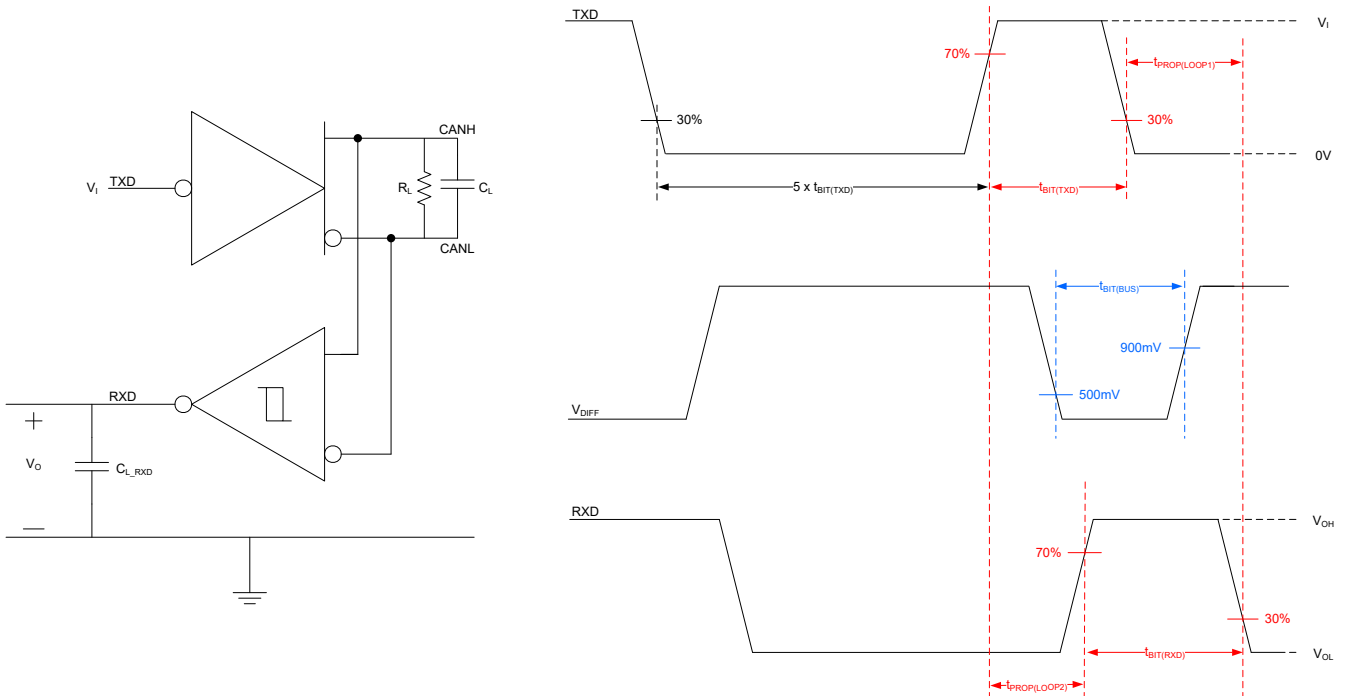 V_I TXD
CANH
R_L
C_L
CANL
RXD
+
V_O
C_L_RXD
—
TXD
V_I
70%
t_PROP(LOOP1)
30%
30%
0V
5 x t_BIT(TXD)
t_BIT(TXD)
t_BIT(BUS)
900mV
500mV
V_DIFF
RXD
V_OH
70%
30%
t_BIT(RXD)
V_OL
t_PROP(LOOP2)